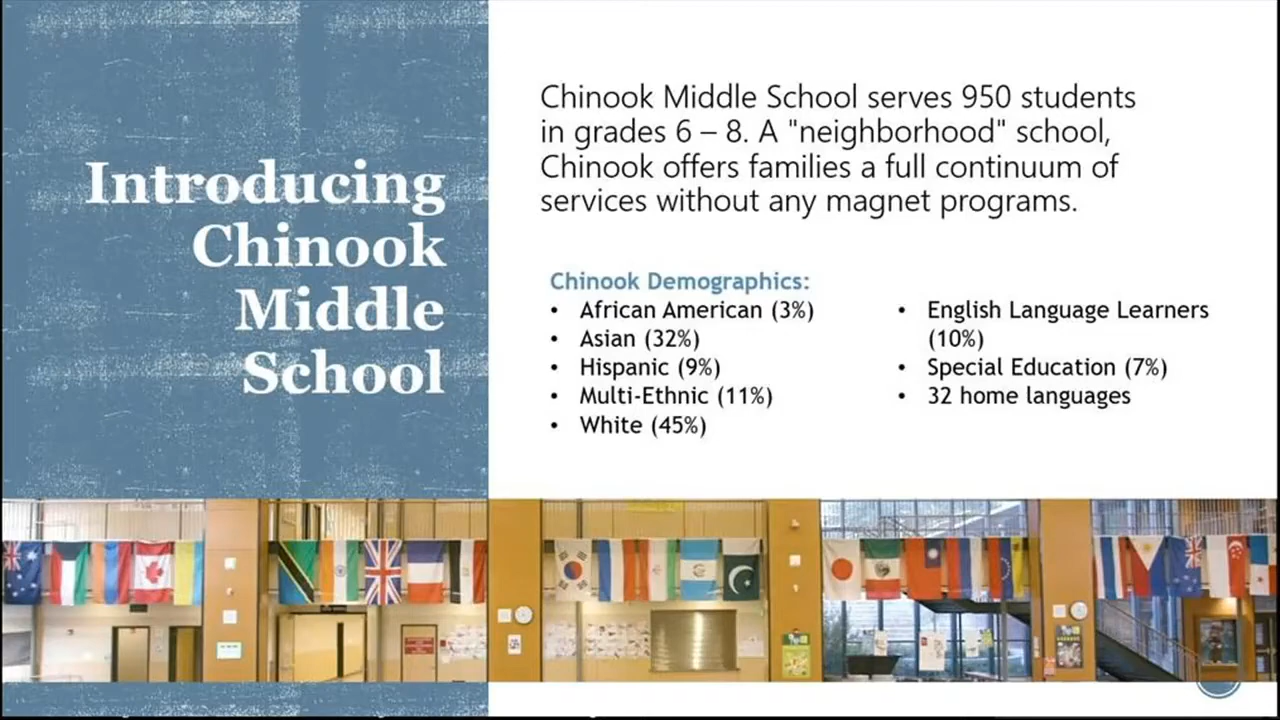 Introducing
Chinook
Middle
School
Chinook Middle School serves 950 students
in grades 6 – 8. A "neighborhood" school,
Chinook offers families a full continuum of
services without any magnet programs.
Chinook Demographics:
• African American (3%)
• Asian (32%)
• Hispanic (9%)
• Multi-Ethnic (11%)
• White (45%)
• English Language Learners
(10%)
• Special Education (7%)
• 32 home languages